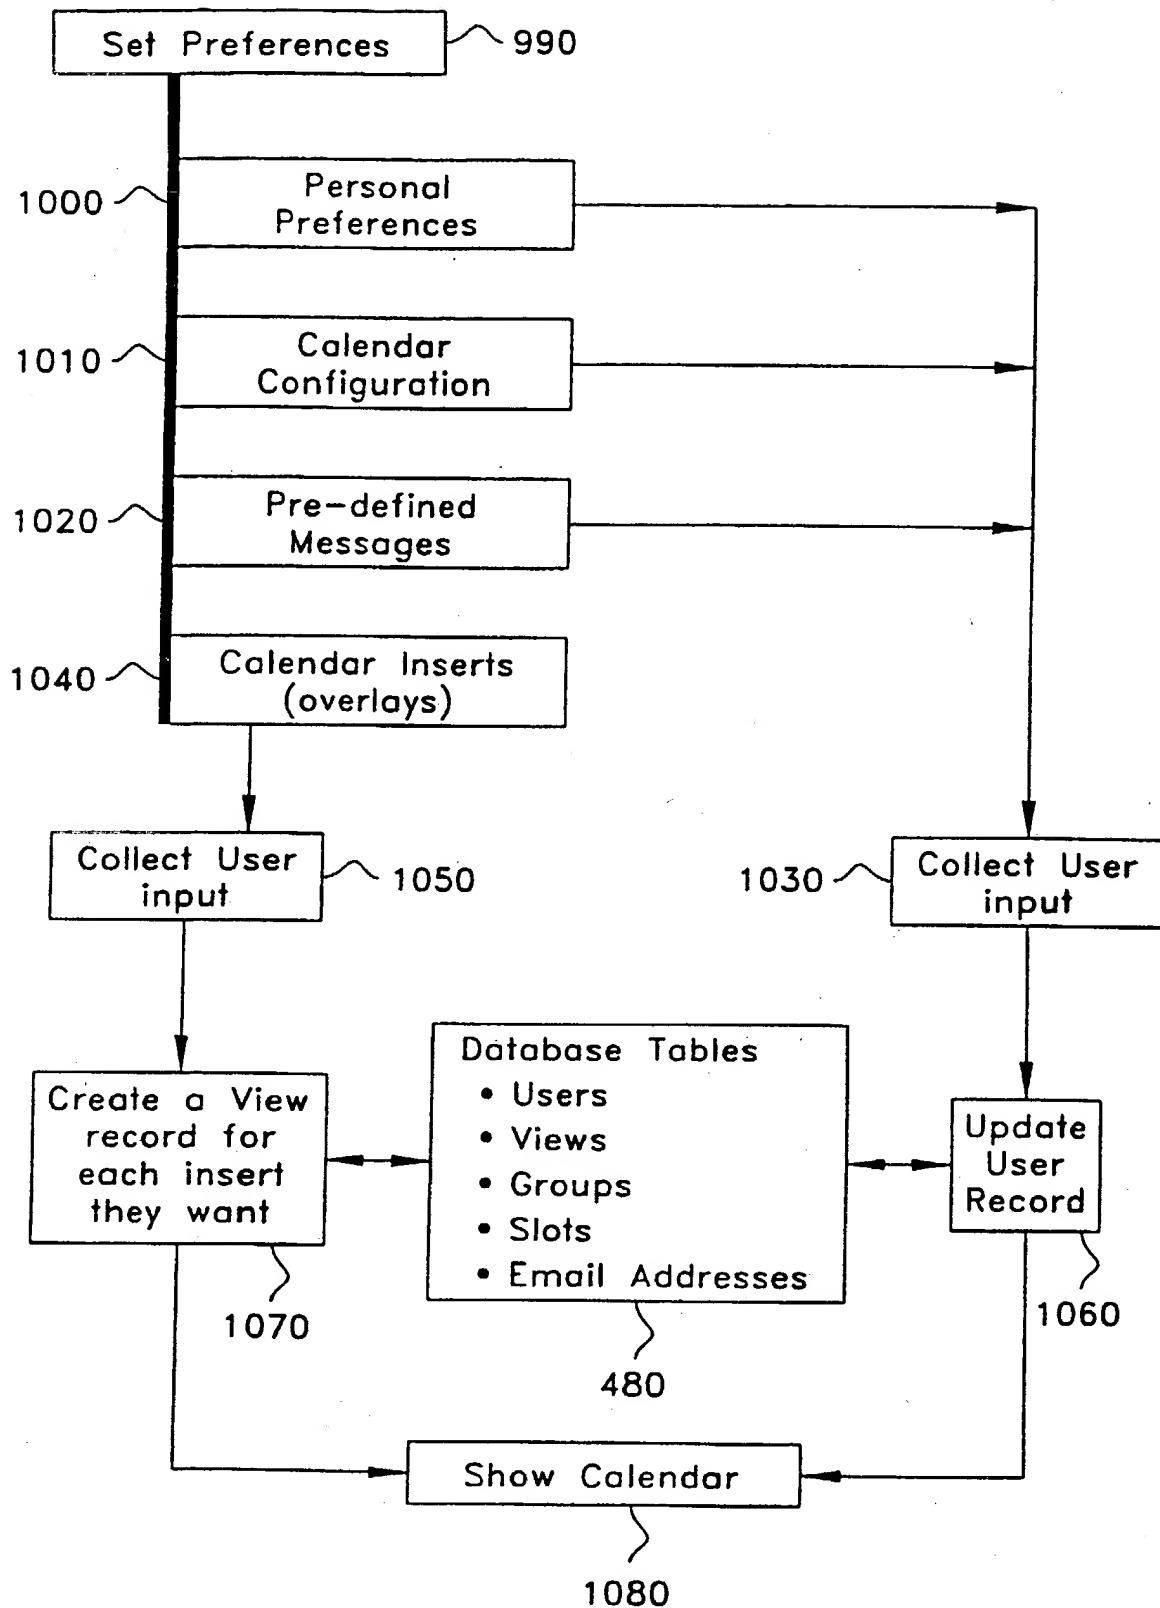 Set Preferences
990
1000
Personal
Preferences
1010
Calendar
Configuration
1020
Pre-defined
Messages
1040
Calendar Inserts
(overlays)
Collect User
input
1050
1030
Collect User
input
Create a View
record for
each insert
they want
1070
Database Tables
• Users
• Views
• Groups
• Slots
• Email Addresses
480
Update
User
Record
1060
Show Calendar
1080